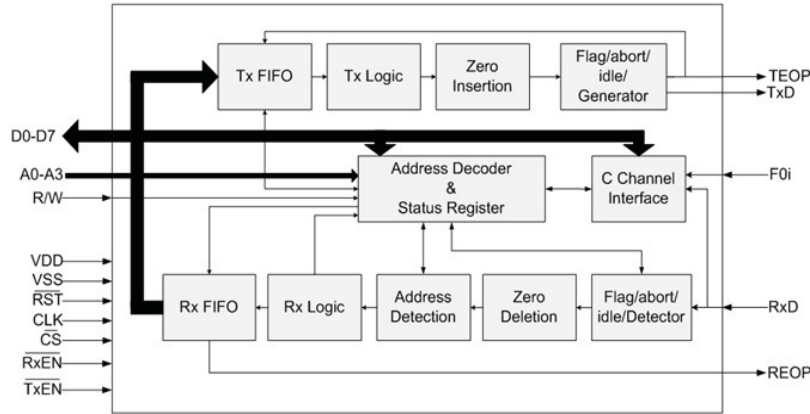 Tx FIFO
Tx Logic
Zero
Insertion
Flag/abort/
idle/
Generator
TEOP
TxD
D0-D7
A0-A3
R/W
Address Decoder
&
Status Register
C Channel
Interface
F0i
VDD
VSS
RST
CLK
CS
RxEN
TxEN
Rx FIFO
Rx Logic
Address
Detection
Zero
Deletion
Flag/abort/
idle/Detector
RxD
REOP